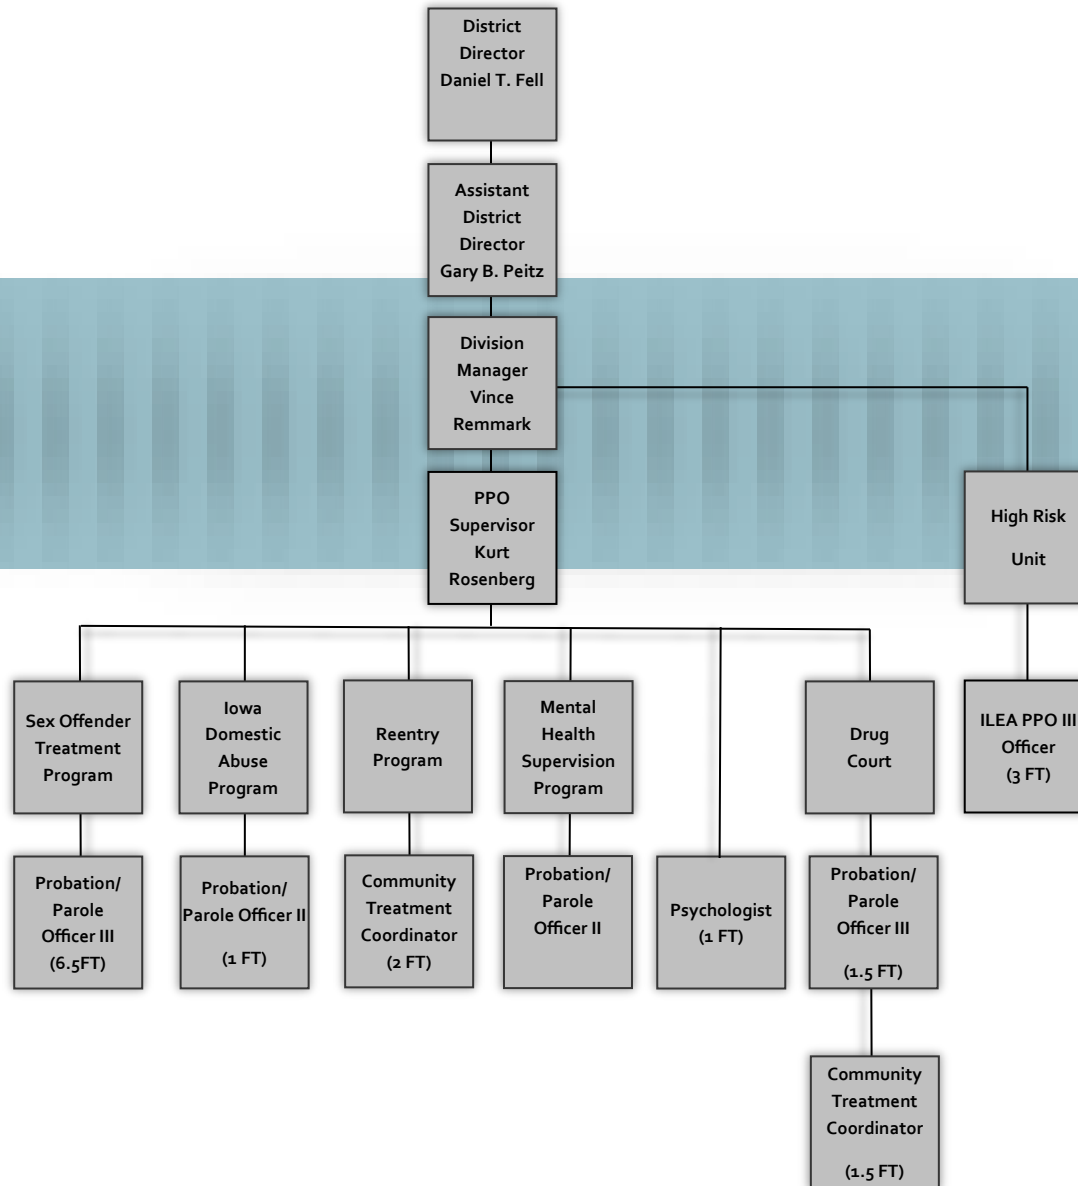 District
Director
Daniel T. Fell
Assistant
District
Director
Gary B. Peitz
Division
Manager
Vince
Remmark
PPO
Supervisor
Kurt
Rosenberg
High Risk
Unit
Sex Offender
Treatment
Program
Iowa
Domestic
Abuse
Program
Reentry
Program
Mental
Health
Supervision
Program
Drug
Court
ILEA PPO III
Officer
(3 FT)
Probation/
Parole
Officer III
(6.5FT)
Probation/
Parole Officer II
(1 FT)
Community
Treatment
Coordinator
(2 FT)
Probation/
Parole
Officer II
Psychologist
(1 FT)
Probation/
Parole
Officer III
(1.5 FT)
Community
Treatment
Coordinator
(1.5 FT)